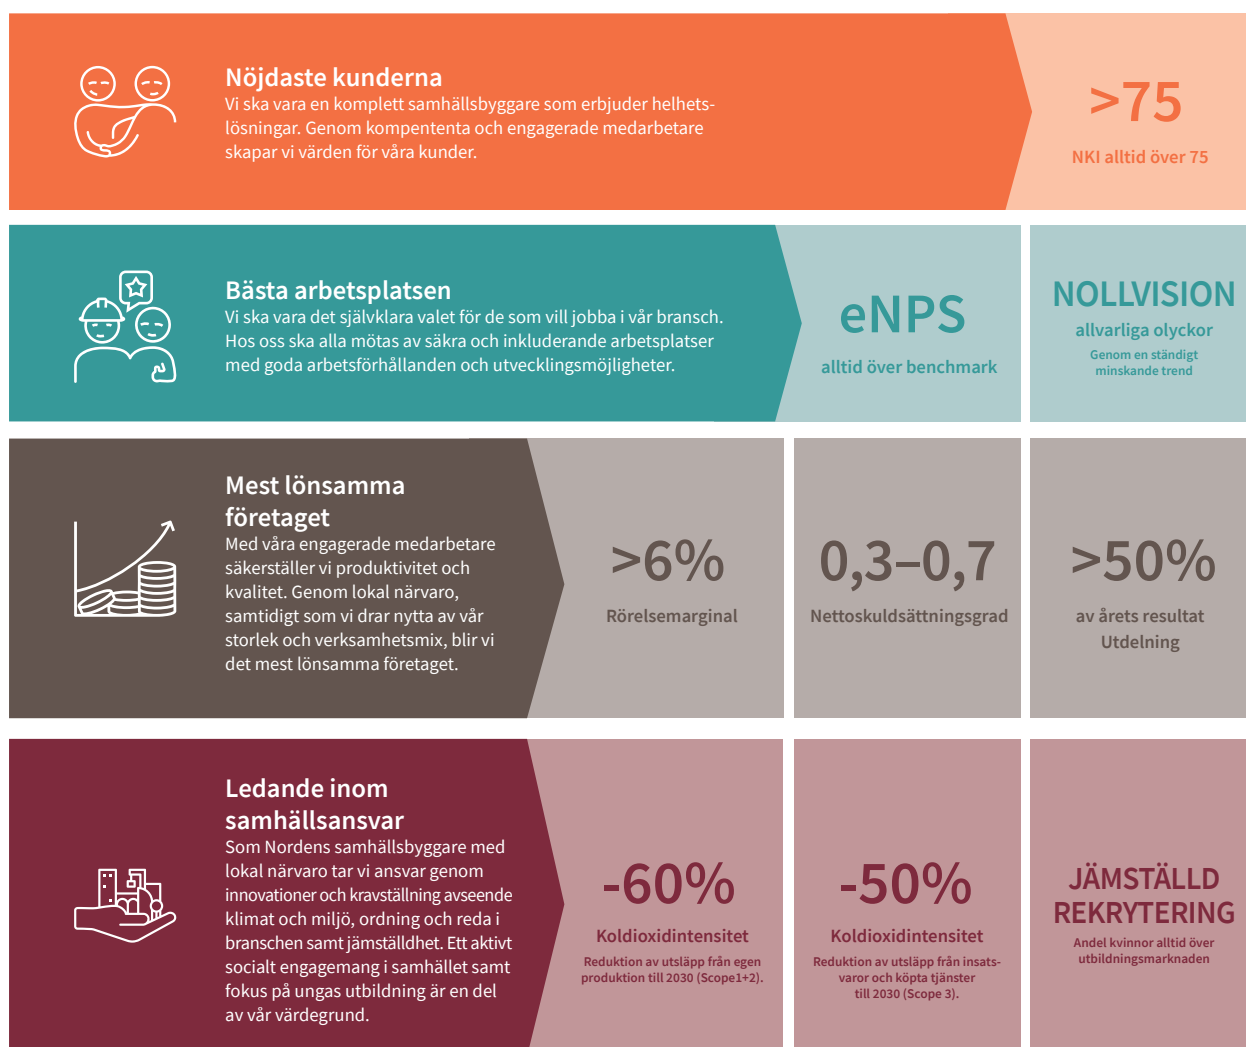 Nöjdaste kunderna
Vi ska vara en komplett samhällsbyggare som erbjuder helhets-
lösningar. Genom kompententa och engagerade medarbetare
skapar vi värden för våra kunder.
>75
NKI alltid över 75
Bästa arbetsplatsen
Vi ska vara det självklara valet för de som vill jobba i vår bransch.
Hos oss ska alla mötas av säkra och inkluderande arbetsplatser
med goda arbetsförhållanden och utvecklingsmöjligheter.
eNPS
alltid över benchmark
NOLLVISION
allvarliga olyckor
Genom en ständigt
minskande trend
Mest lönsamma
företaget
Med våra engagerade medarbetare
säkerställer vi produktivitet och
kvalitet. Genom lokal närvaro,
samtidigt som vi drar nytta av vår
storlek och verksamhetsmix, blir vi
det mest lönsamma företaget.
>6%
Rörelsemarginal
0,3–0,7
Nettoskuldsättningsgrad
>50%
av årets resultat
Utdelning
Ledande inom
samhällsansvar
Som Nordens samhällsbyggare med
lokal närvaro tar vi ansvar genom
innovationer och kravställning avseende
klimat och miljö, ordning och reda i
branschen samt jämställdhet. Ett aktivt
socialt engagemang i samhället samt
fokus på ungas utbildning är en del
av vår värdegrund.
-60%
Koldioxidintensitet
Reduktion av utsläpp från egen
produktion till 2030 (Scope1+2).
-50%
Koldioxidintensitet
Reduktion av utsläpp från insats-
varor och köpta tjänster
till 2030 (Scope 3).
JÄMSTÄLLD
REKRYTERING
Andel kvinnor alltid över
utbildningsmarknaden